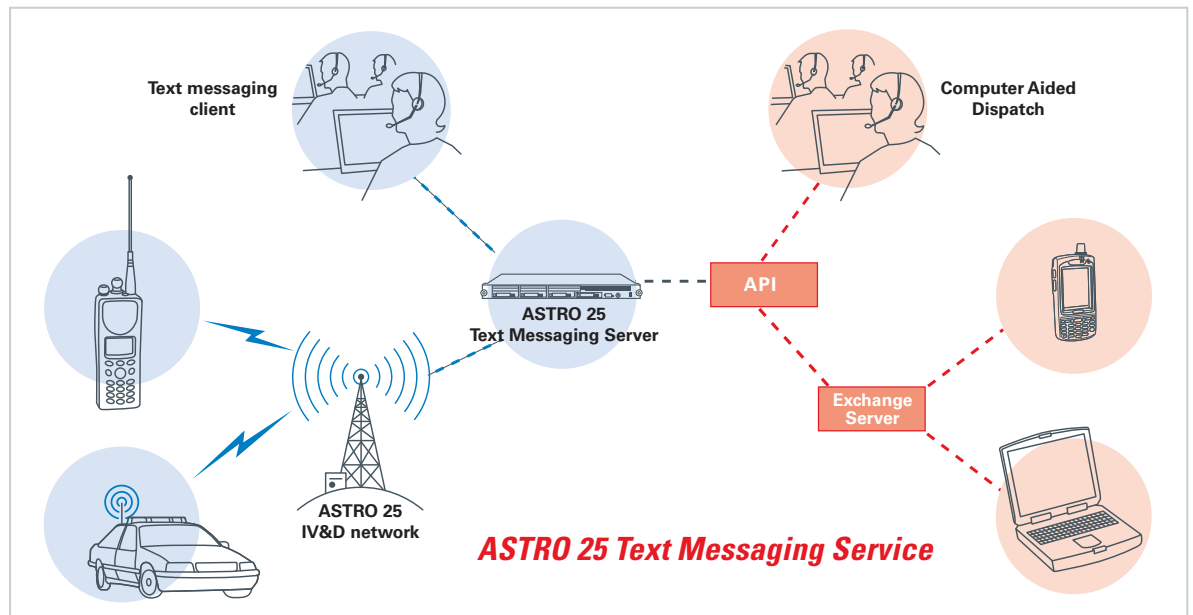 Text messaging
client
Computer Aided
Dispatch
API
ASTRO 25
Text Messaging Server
Exchange
Server
ASTRO 25
IV&D network
ASTRO 25 Text Messaging Service